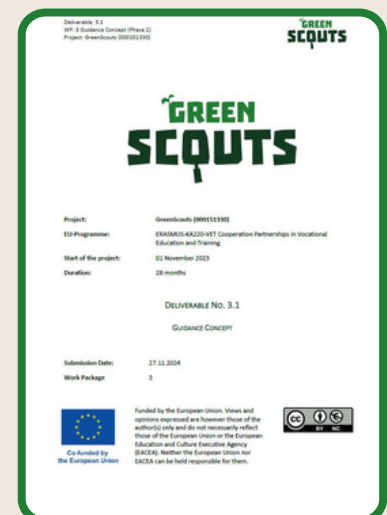 Deliverable: 3.1
WP: 3 Guidance Concept (Phase 2)
Project: GreenScouts (000151330)
GREEN
SCOUTS
GREEN
SCOUTS
Project: GreenScouts (000151330)
EU-Programme: ERASMUS-KA220-VET Cooperation Partnerships in Vocational
Education and Training
Start of the project: 01 November 2023
Duration: 28 months
DELIVERABLE NO. 3.1
GUIDANCE CONCEPT
Submission Date: 27.11.2024
Work Package 3
Co-funded by
the European Union
Funded by the European Union. Views and
opinions expressed are however those of the
author(s) only and do not necessarily reflect
those of the European Union or the European
Education and Culture Executive Agency
(EACEA). Neither the European Union nor
EACEA can be held responsible for them.
cc
BY NC